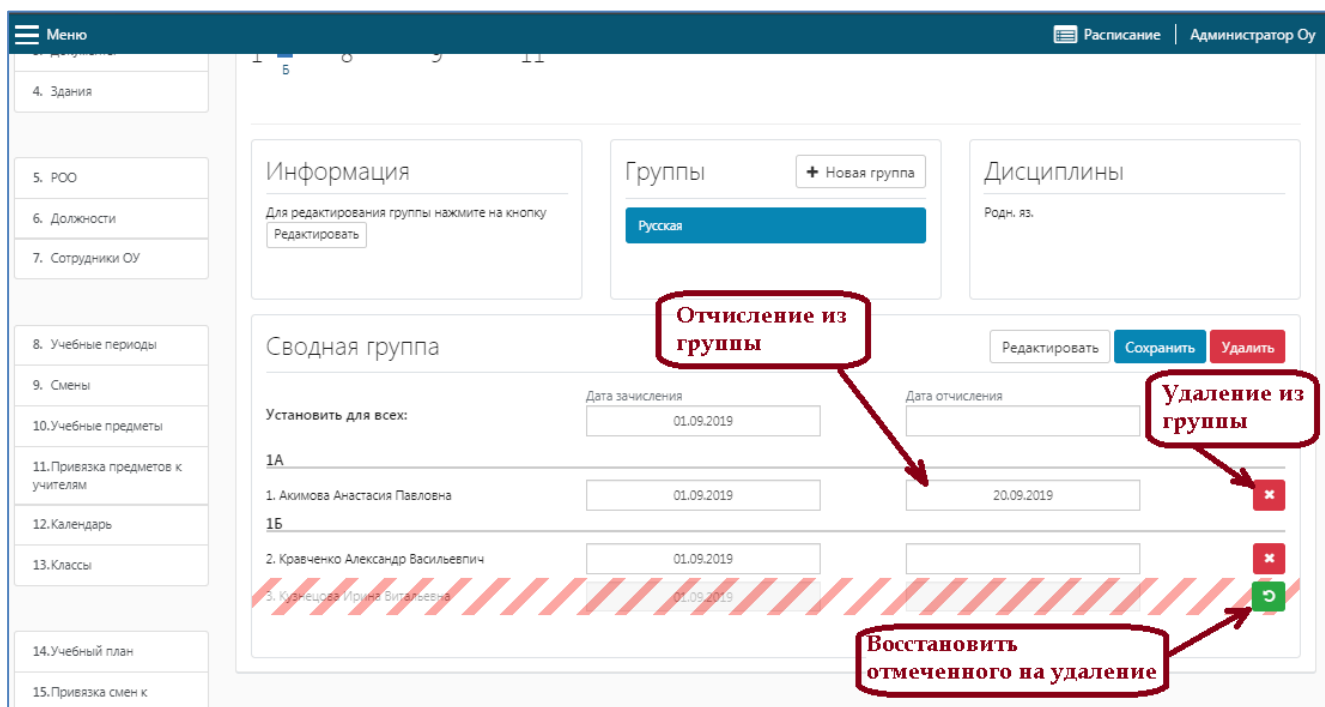 Меню
Расписание
Администратор Оу
Б
8
9
11
4. Здания
5. РОО
6. Должности
7. Сотрудники ОУ
8. Учебные периоды
9. Смены
10.Учебные предметы
11.Привязка предметов к
учителям
12.Календарь
13.Классы
14.Учебный план
15.Привязка смен к
Информация
Для редактирования группы нажмите на кнопку
Редактировать
Группы
+ Новая группа
Русская
Дисциплины
Родн. яз.
Отчисление из
группы
Сводная группа
Редактировать
Сохранить
Удалить
Удаление из
группы
Дата зачисления
Дата отчисления
Установить для всех:
01.09.2019
1А
1. Акимова Анастасия Павловна
01.09.2019
20.09.2019
1Б
2. Кравченко Александр Васильевпич
01.09.2019
3. Кузнецова Ирина Витальевна
01.09.2019
Восстановить
отмеченного на удаление